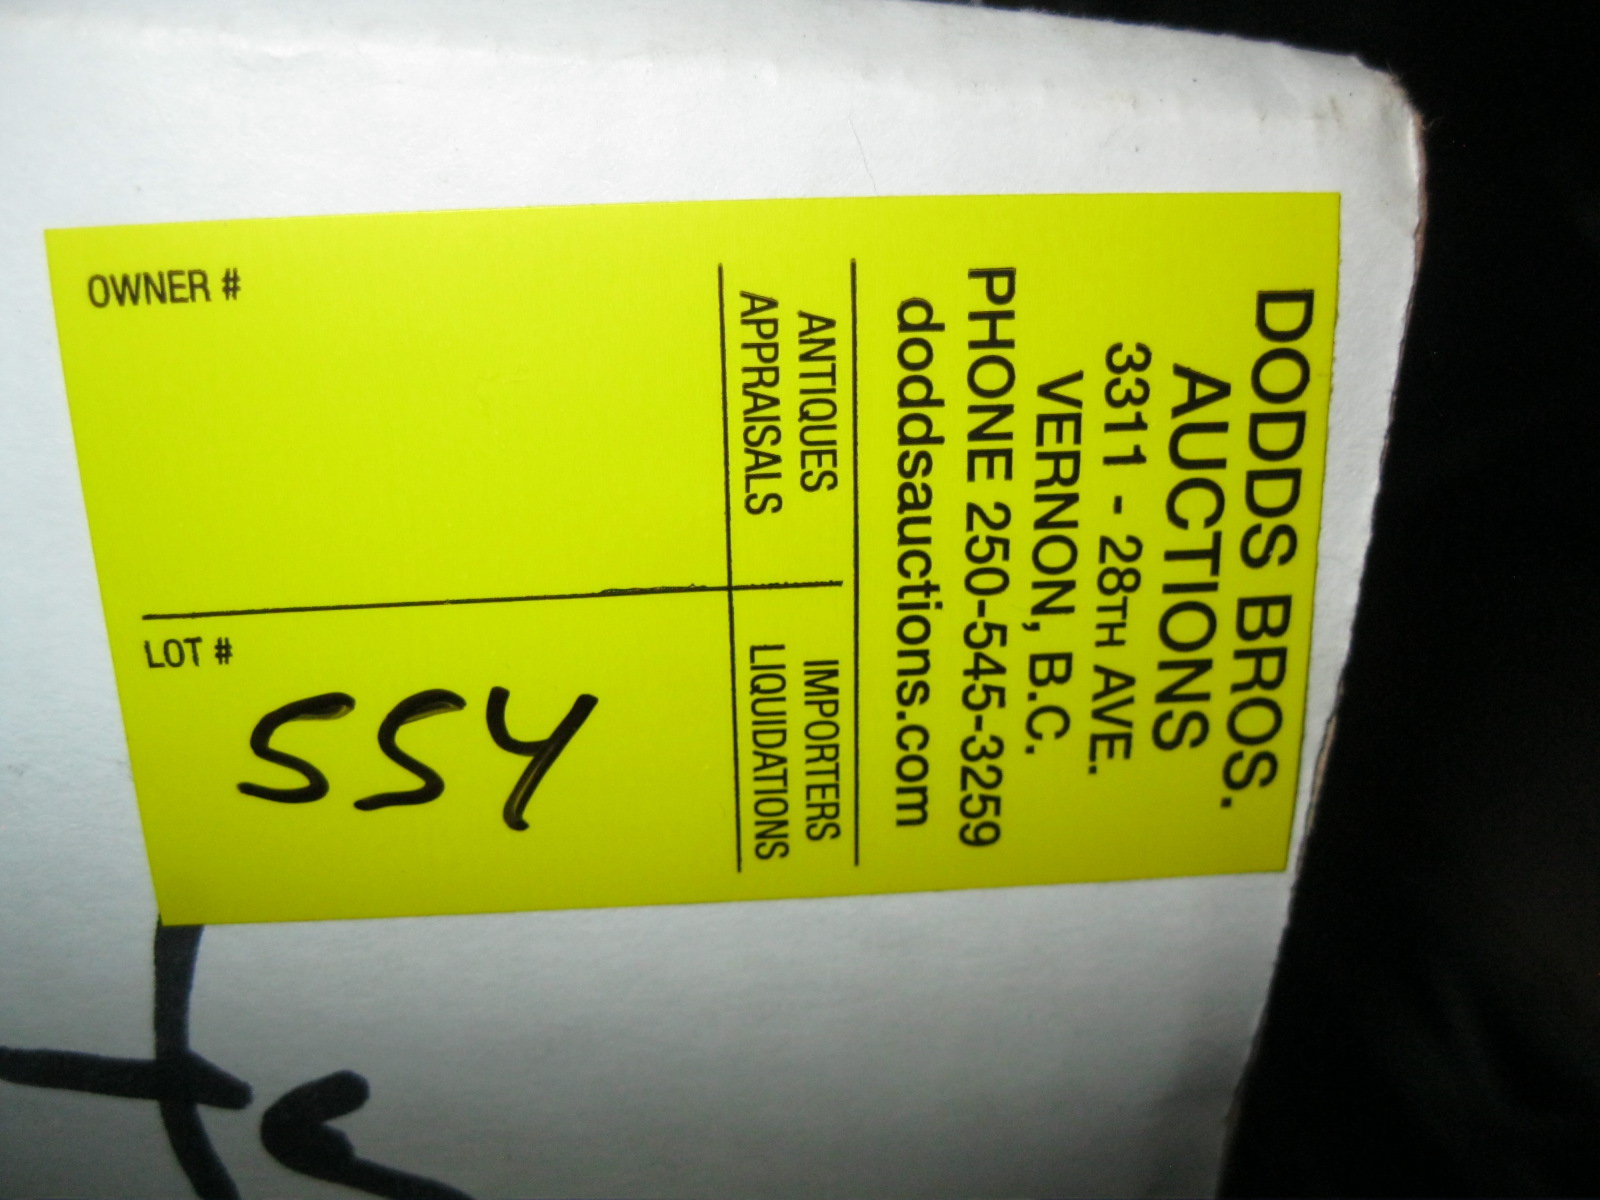 DODDS BROS.
AUCTIONS
3311 - 28TH AVE.
VERNON, B.C.
PHONE 250-545-3259
doddsauctions.com
ANTIQUES IMPORTERS
APPRAISALS LIQUIDATIONS
OWNER #
LOT #
554